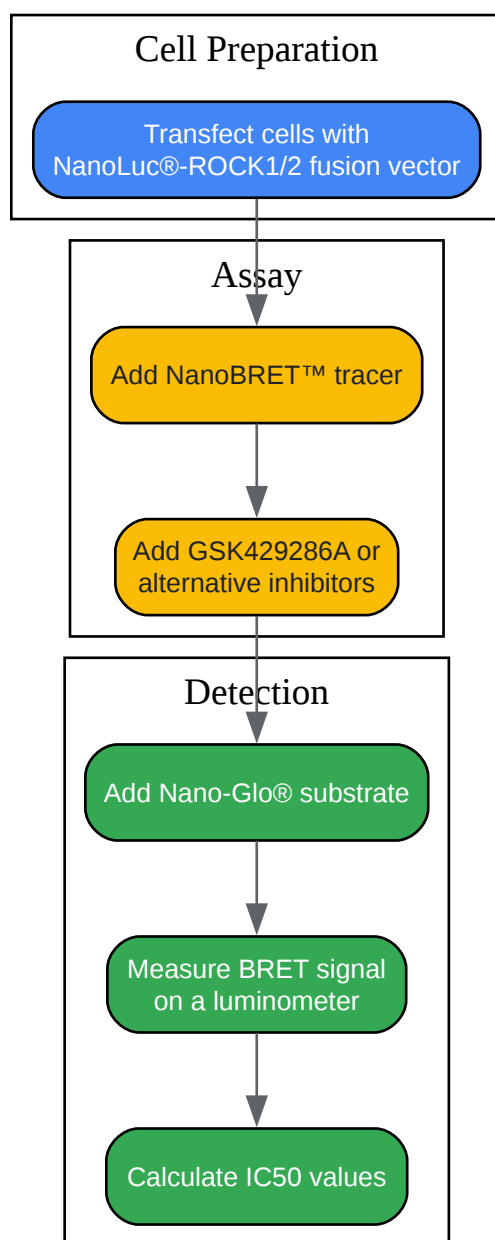 Cell Preparation
Transfect cells with
NanoLuc®-ROCK1/2 fusion vector
Assay
Add NanoBRET™ tracer
Add GSK429286A or
alternative inhibitors
Detection
Add Nano-Glo® substrate
Measure BRET signal
on a luminometer
Calculate IC50 values